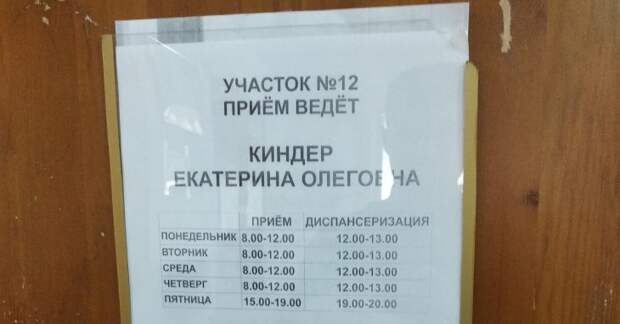 УЧАСТОК №12
ПРИЁМ ВЕДЁТ
КИНДЕР
ЕКАТЕРИНА ОЛЕГОВНА
ПРИЁМ ДИСПАНСЕРИЗАЦИЯ
ПОНЕДЕЛЬНИК 8.00-12.00 12.00-13.00
ВТОРНИК 8.00-12.00 12.00-13.00
СРЕДА 8.00-12.00 12.00-13.00
ЧЕТВЕРГ 8.00-12.00 12.00-13.00
ПЯТНИЦА 15.00-19.00 19.00-20.00